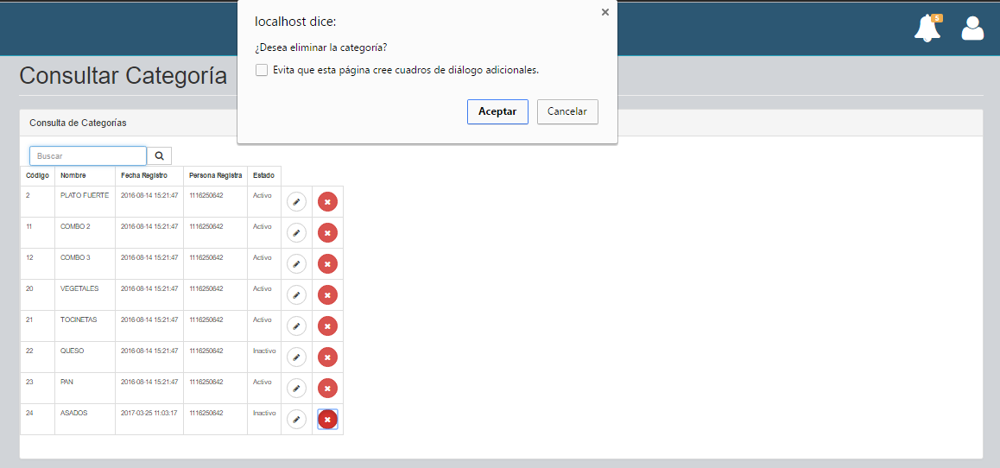 localhost dice:
¿Desea eliminar la categoría?
Evita que esta página cree cuadros de diálogo adicionales.
Aceptar Cancelar
5
Consultar Categoría
Consulta de Categorías
Buscar
Código Nombre Fecha Registro Persona Registra Estado
2 PLATO FUERTE 2016-08-14 15:21:47 1116250642 Activo
11 COMBO 2 2016-08-14 15:21:47 1116250642 Activo
12 COMBO 3 2016-08-14 15:21:47 1116250642 Activo
20 VEGETALES 2016-08-14 15:21:47 1116250642 Activo
21 TOCINETAS 2016-08-14 15:21:47 1116250642 Activo
22 QUESO 2016-08-14 15:21:47 1116250642 Inactivo
23 PAN 2016-08-14 15:21:47 1116250642 Activo
24 ASADOS 2017-03-25 11:03:17 1116250642 Inactivo